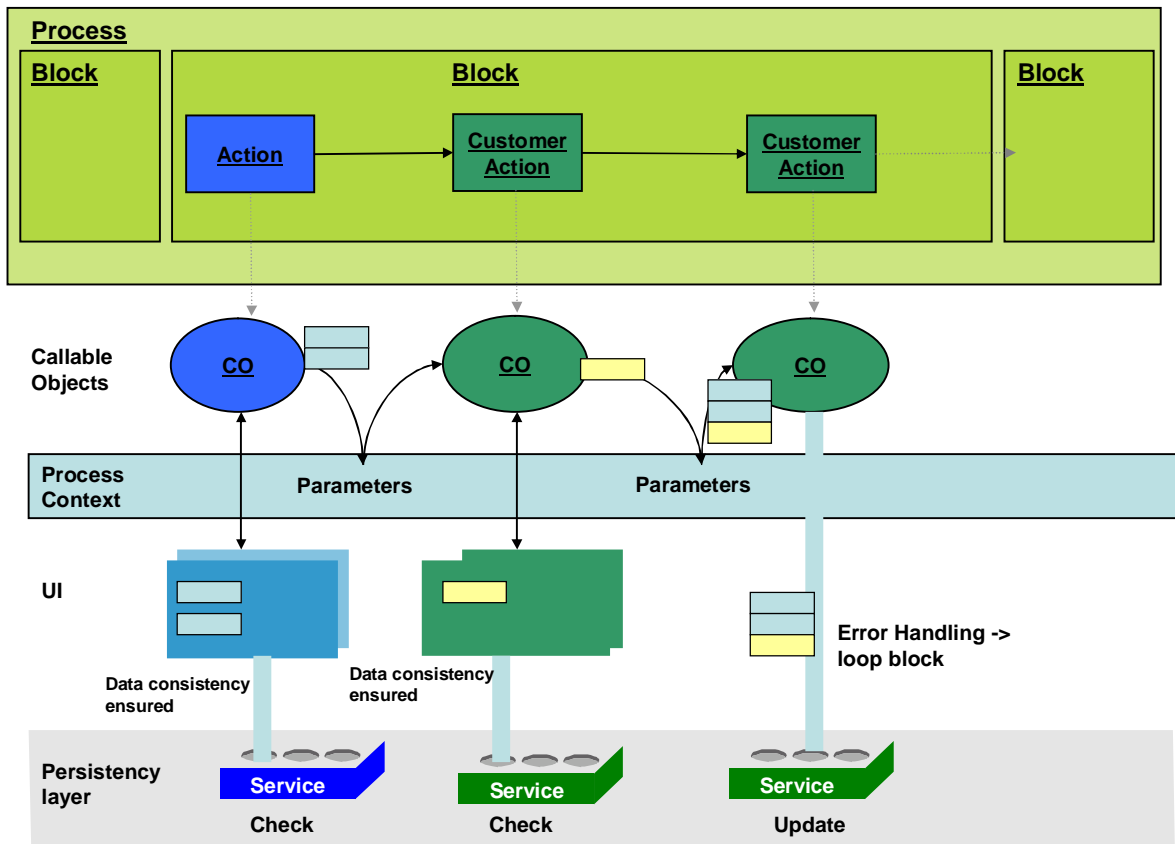 Process
Block
Block
Block
Action
Customer
Action
Customer
Action
Callable
Objects
CO
CO
CO
Process
Context
Parameters
Parameters
UI
Error Handling ->
loop block
Data consistency
ensured
Data consistency
ensured
Persistency
layer
Service
Service
Service
Check
Check
Update